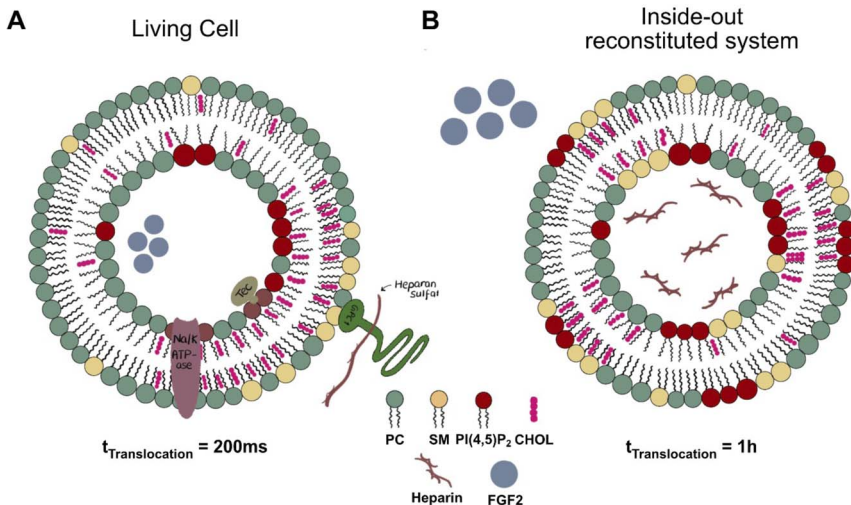 A
Living Cell
B
Inside-out
reconstituted system
TeC
Heparan
sulfat
GPC1
Na/K
ATP-
ase
PC
SM
PI(4,5)P₂
CHOL
Heparin
FGF2
tTranslocation = 200ms
tTranslocation = 1h